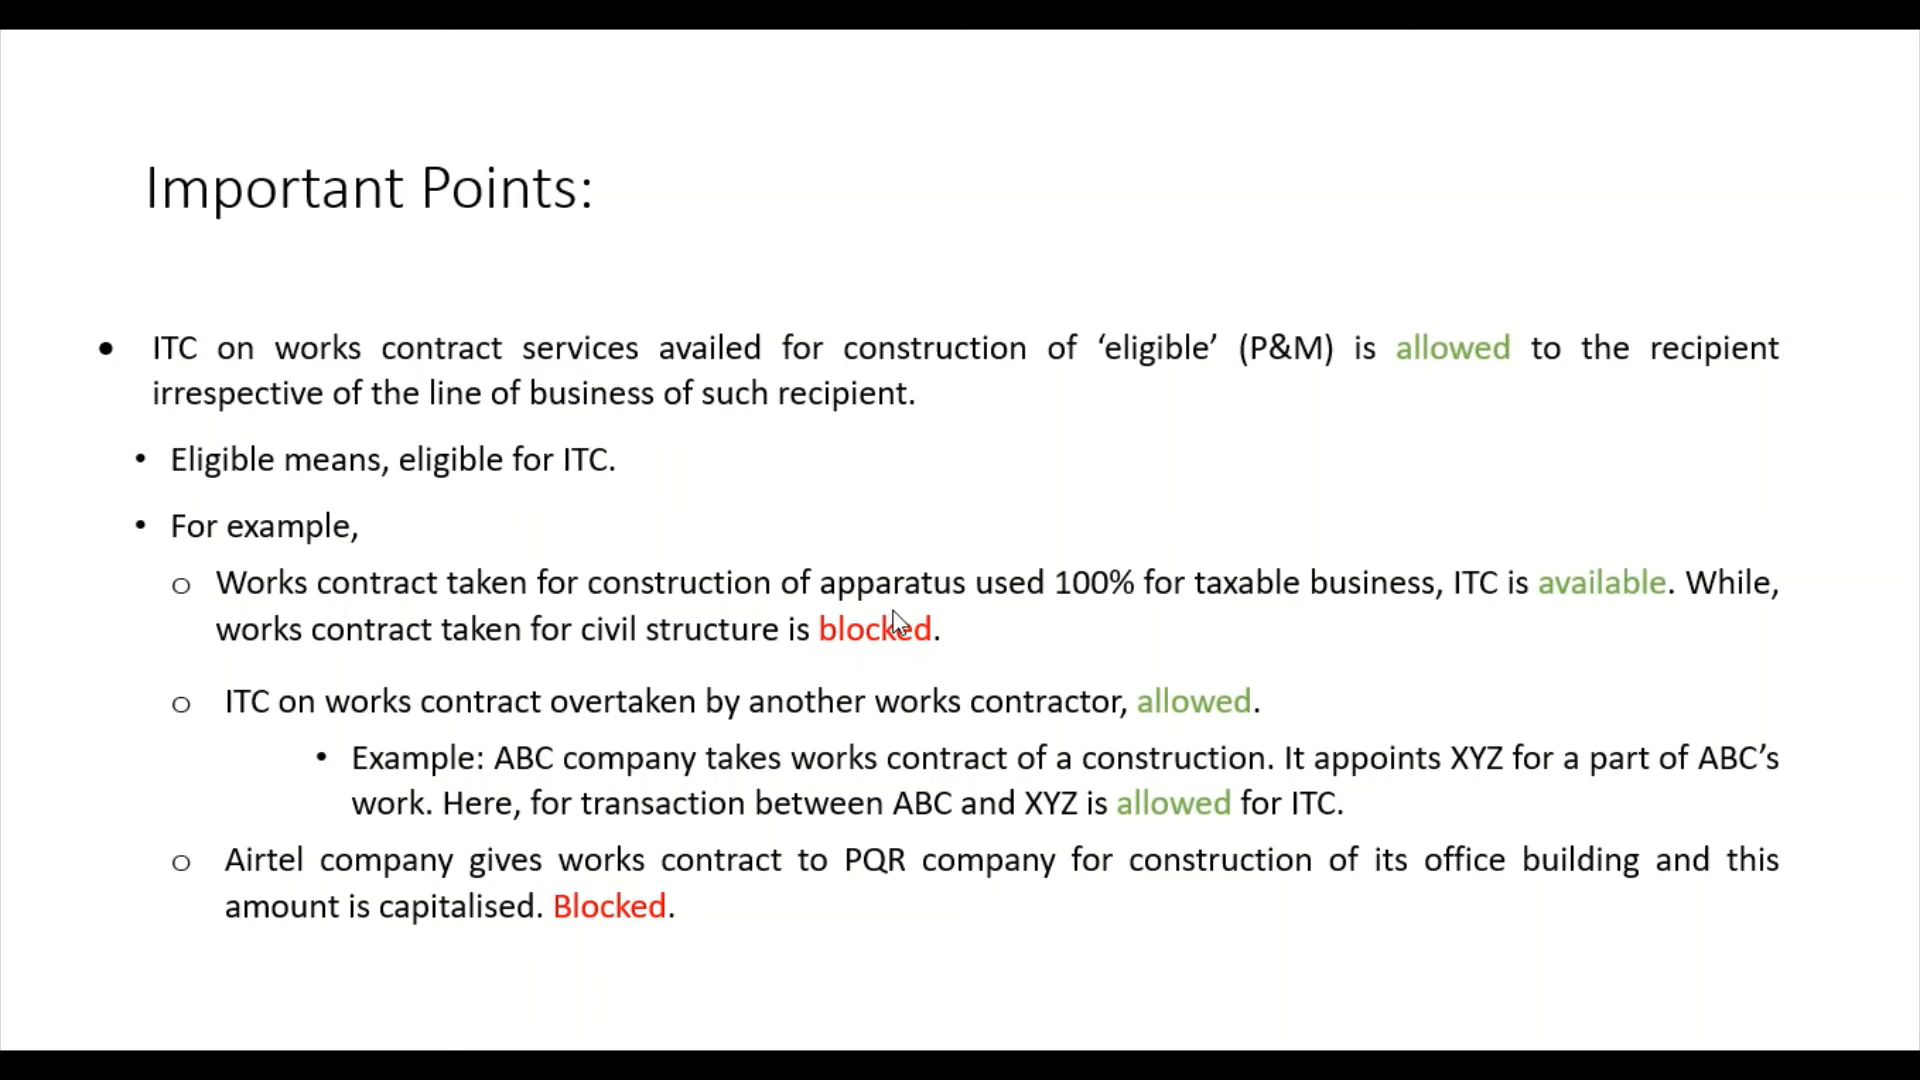 Important Points:
• ITC on works contract services availed for construction of ‘eligible’ (P&M) is allowed to the recipient
irrespective of the line of business of such recipient.
• Eligible means, eligible for ITC.
• For example,
o Works contract taken for construction of apparatus used 100% for taxable business, ITC is available. While,
works contract taken for civil structure is blocked.
o ITC on works contract overtaken by another works contractor, allowed.
• Example: ABC company takes works contract of a construction. It appoints XYZ for a part of ABC’s
work. Here, for transaction between ABC and XYZ is allowed for ITC.
o Airtel company gives works contract to PQR company for construction of its office building and this
amount is capitalised. Blocked.